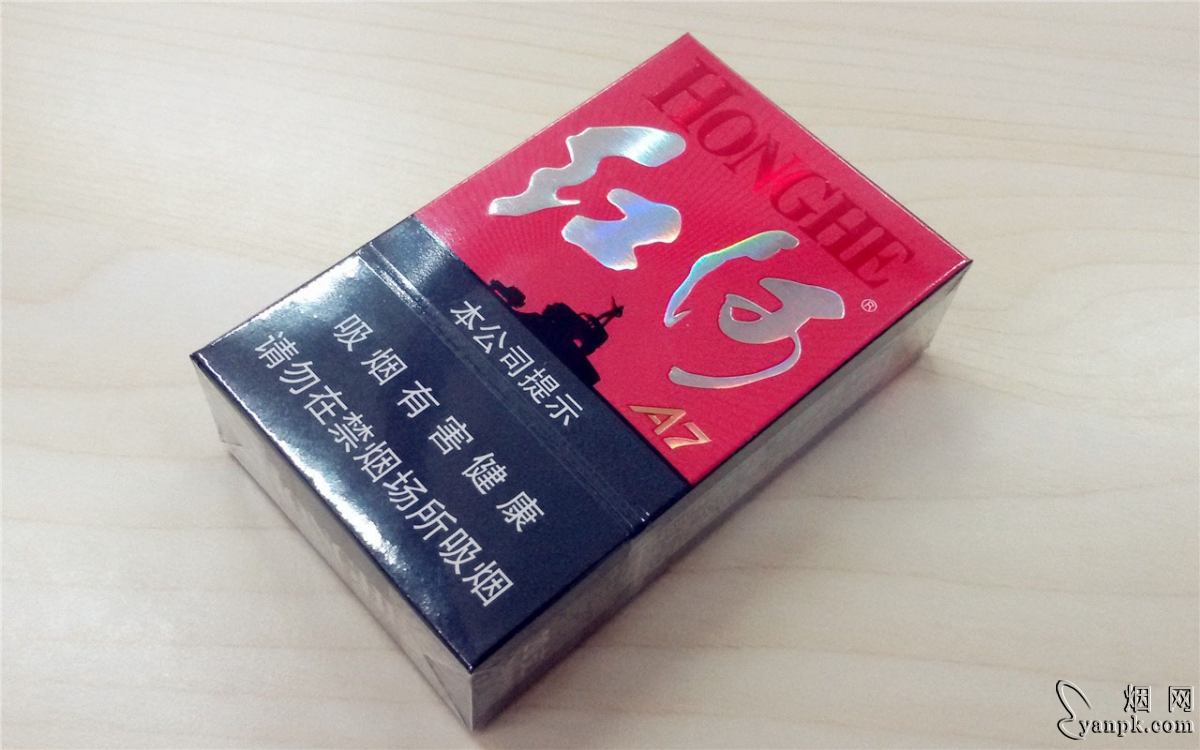 HONGHE
红河
®
A7
本公司提示
吸烟有害健康
请勿在禁烟场所吸烟
烟网
yanpk.com